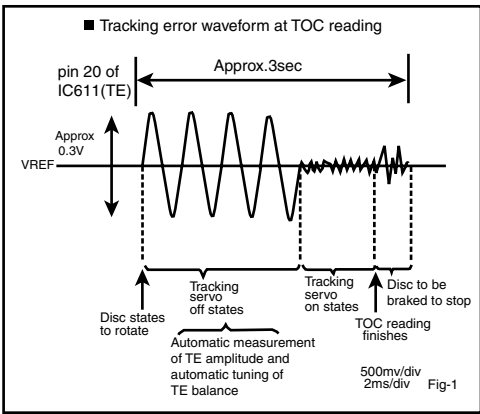 ■ Tracking error waveform at TOC reading
pin 20 of
IC611(TE)
Approx.3sec
Approx
0.3V
VREF
Disc states
to rotate
Tracking
servo
off states
Tracking
servo
on states
Disc to be
braked to stop
TOC reading
finishes
Automatic measurement
of TE amplitude and
automatic tuning of
TE balance
500mv/div
2ms/div
Fig-1